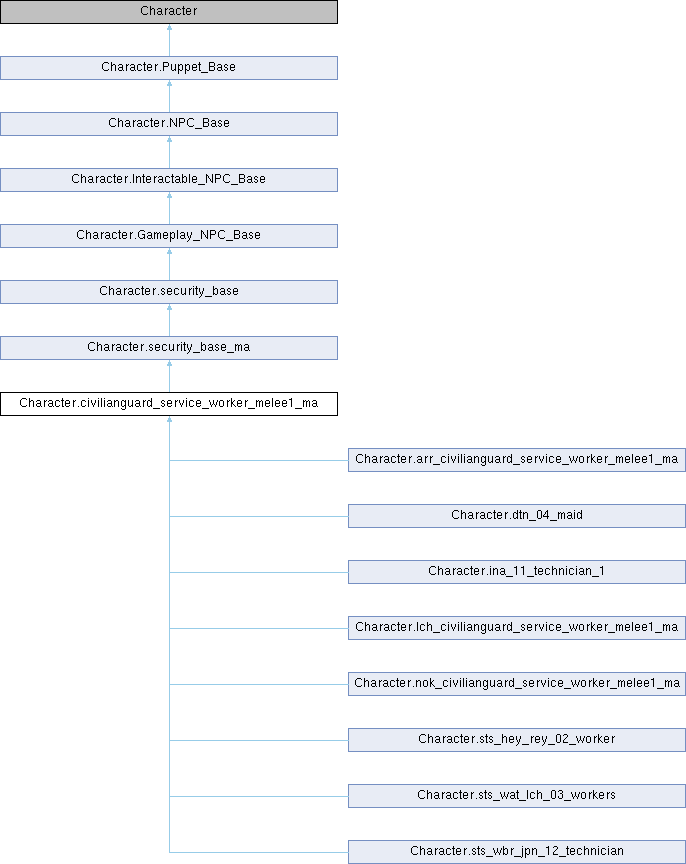 Character
Character.Puppet_Base
Character.NPC_Base
Character.Interactable_NPC_Base
Character.Gameplay_NPC_Base
Character.security_base
Character.security_base_ma
Character.civilianguard_service_worker_melee1_ma
Character.arr_civilianguard_service_worker_melee1_ma
Character.dtn_04_maid
Character.ina_11_technician_1
Character.lch_civilianguard_service_worker_melee1_ma
Character.nok_civilianguard_service_worker_melee1_ma
Character.sts_hey_rey_02_worker
Character.sts_wat_lch_03_workers
Character.sts_wbr_jpn_12_technician